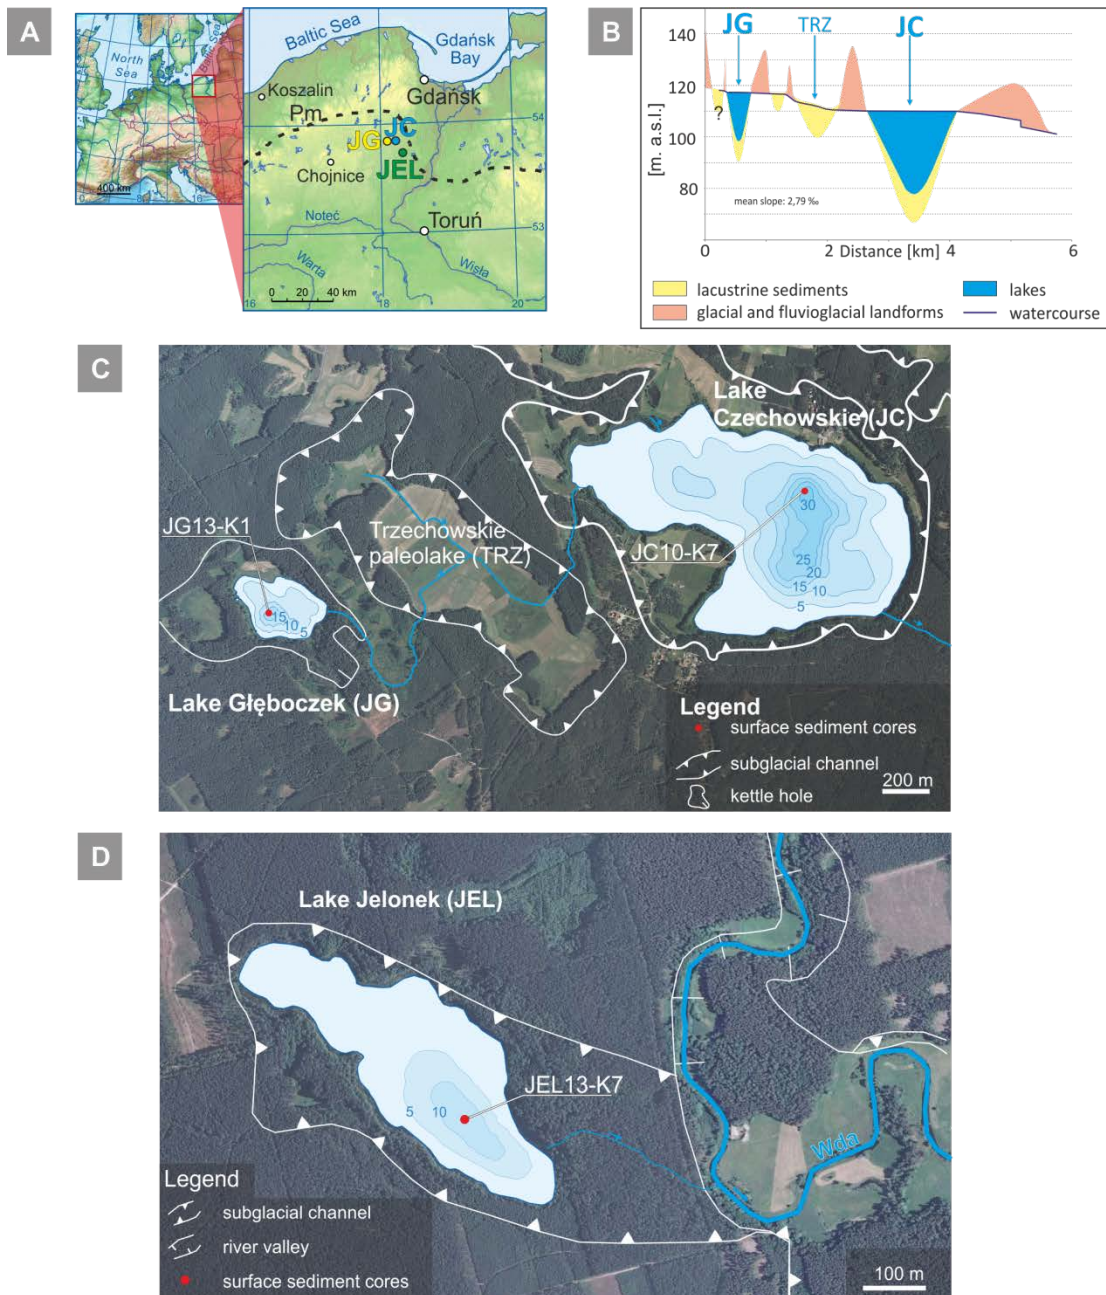 A
North
Sea
Baltic Sea
400 km
0
10
Baltic Sea
Gdańsk
Bay
Koszalin
Gdańsk
P.m.
54
JC
JG
JEL
Chojnice
Noteć
Toruń
53
Warta
Wisła
0 20 40 km
16
18
20
B
JG
TRZ
JC
140
120
100
80
[m. a.s.l.]
?
mean slope: 2,79 ‰
0
2
Distance [km]
4
6
lacustrine sediments
lakes
glacial and fluvioglacial landforms
watercourse
C
Lake
Czechowskie (JC)
JG13-K1
Trzechowskie
paleolake (TRZ)
JC10-K7
30
25
20
15
10
5
15
10
5
Lake Głęboczek (JG)
Legend
surface sediment cores
subglacial channel
200 m
kettle hole
D
Lake Jelonek (JEL)
JEL13-K7
5
10
Wda
Legend
subglacial channel
river valley
surface sediment cores
100 m